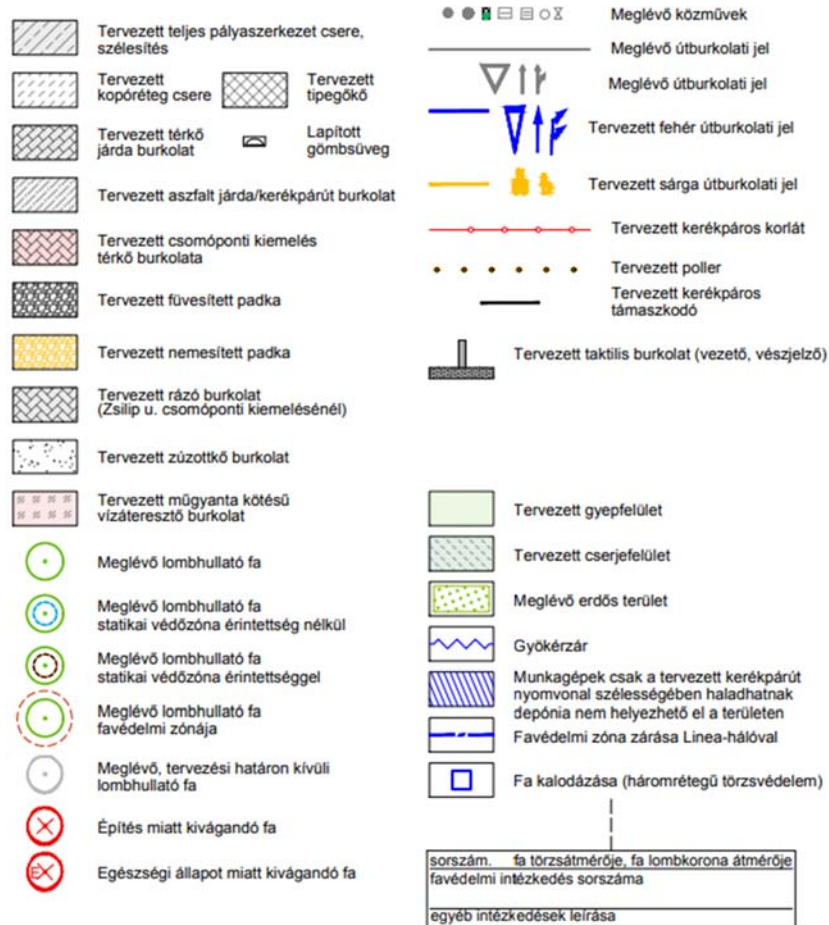 Tervezett teljes pályaszerkezet csere,
szélesítés
Tervezett
kopóréteg csere
Tervezett
tipegőkő
Tervezett térkő
járda burkolat
Lapított
gömbsüveg
Tervezett aszfalt járda/kerékpárút burkolat
Tervezett csomóponti kiemelés
térkő burkolata
Tervezett füvesített padka
Tervezett nemesített padka
Tervezett rázó burkolat
(Zsilip u. csomóponti kiemelésénél)
Tervezett zúzottkő burkolat
Tervezett műgyanta kötésű
vízáteresztő burkolat
Meglévő lombhullató fa
Meglévő lombhullató fa
statikai védőzóna érintettség nélkül
Meglévő lombhullató fa
statikai védőzóna érintettséggel
Meglévő lombhullató fa
favédelmi zónája
Meglévő, tervezési határon kívüli
lombhullató fa
Építés miatt kivágandó fa
E
Egészségi állapot miatt kivágandó fa
Meglévő közművek
Meglévő útburkolati jel
Meglévő útburkolati jel
Tervezett fehér útburkolati jel
Tervezett sárga útburkolati jel
Tervezett kerékpáros korlát
Tervezett poller
Tervezett kerékpáros
támaszkodó
Tervezett taktilis burkolat (vezető, vészjelző)
Tervezett gyepfelület
Tervezett cserjefelület
Meglévő erdős terület
Gyökérzár
Munkagépek csak a tervezett kerékpárút
nyomvonal szélességében haladhatnak
depónia nem helyezhető el a területen
Favédelmi zóna zárása Linea-hálóval
Fa kalodázása (háromrétegű törzsvédelem)
sorszám. fa törzsátmérője, fa lombkorona átmérője
favédelmi intézkedés sorszáma
egyéb intézkedések leírása